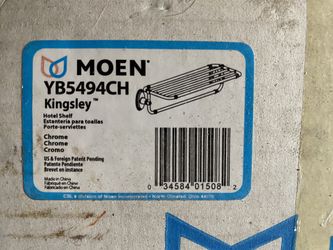 MOEN
YB5494CH
Kingsley™
Hotel Shelf
Estantería para toallas
Porte-serviettes
Chrome
Chrome
Cromo
US & Foreign Patent Pending
Patente Pendiente
Brevet en instance
Made in China
Fabriqué en Chine
Fabricado en China
0 34584 01508 2